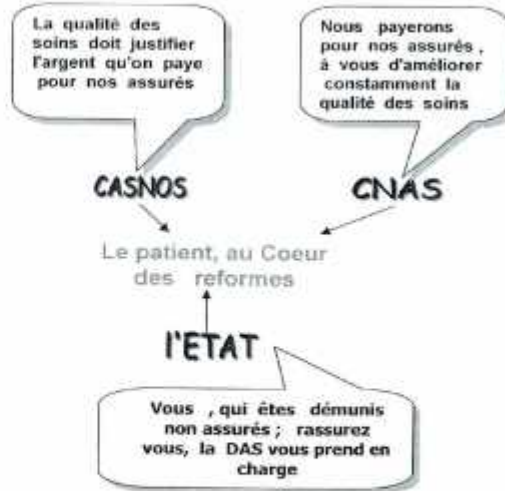 La qualité des
soins doit justifier
l'argent qu'on paye
pour nos assurés
Nous payerons
pour nos assurés ,
á vous d'améliorer
constamment la
qualité des soins
CASNOS
CNAS
Le patient, au Coeur
des reformes
l'ETAT
Vous , qui êtes démunis
non assurés ; rassurez
vous, la DAS vous prend en
charge